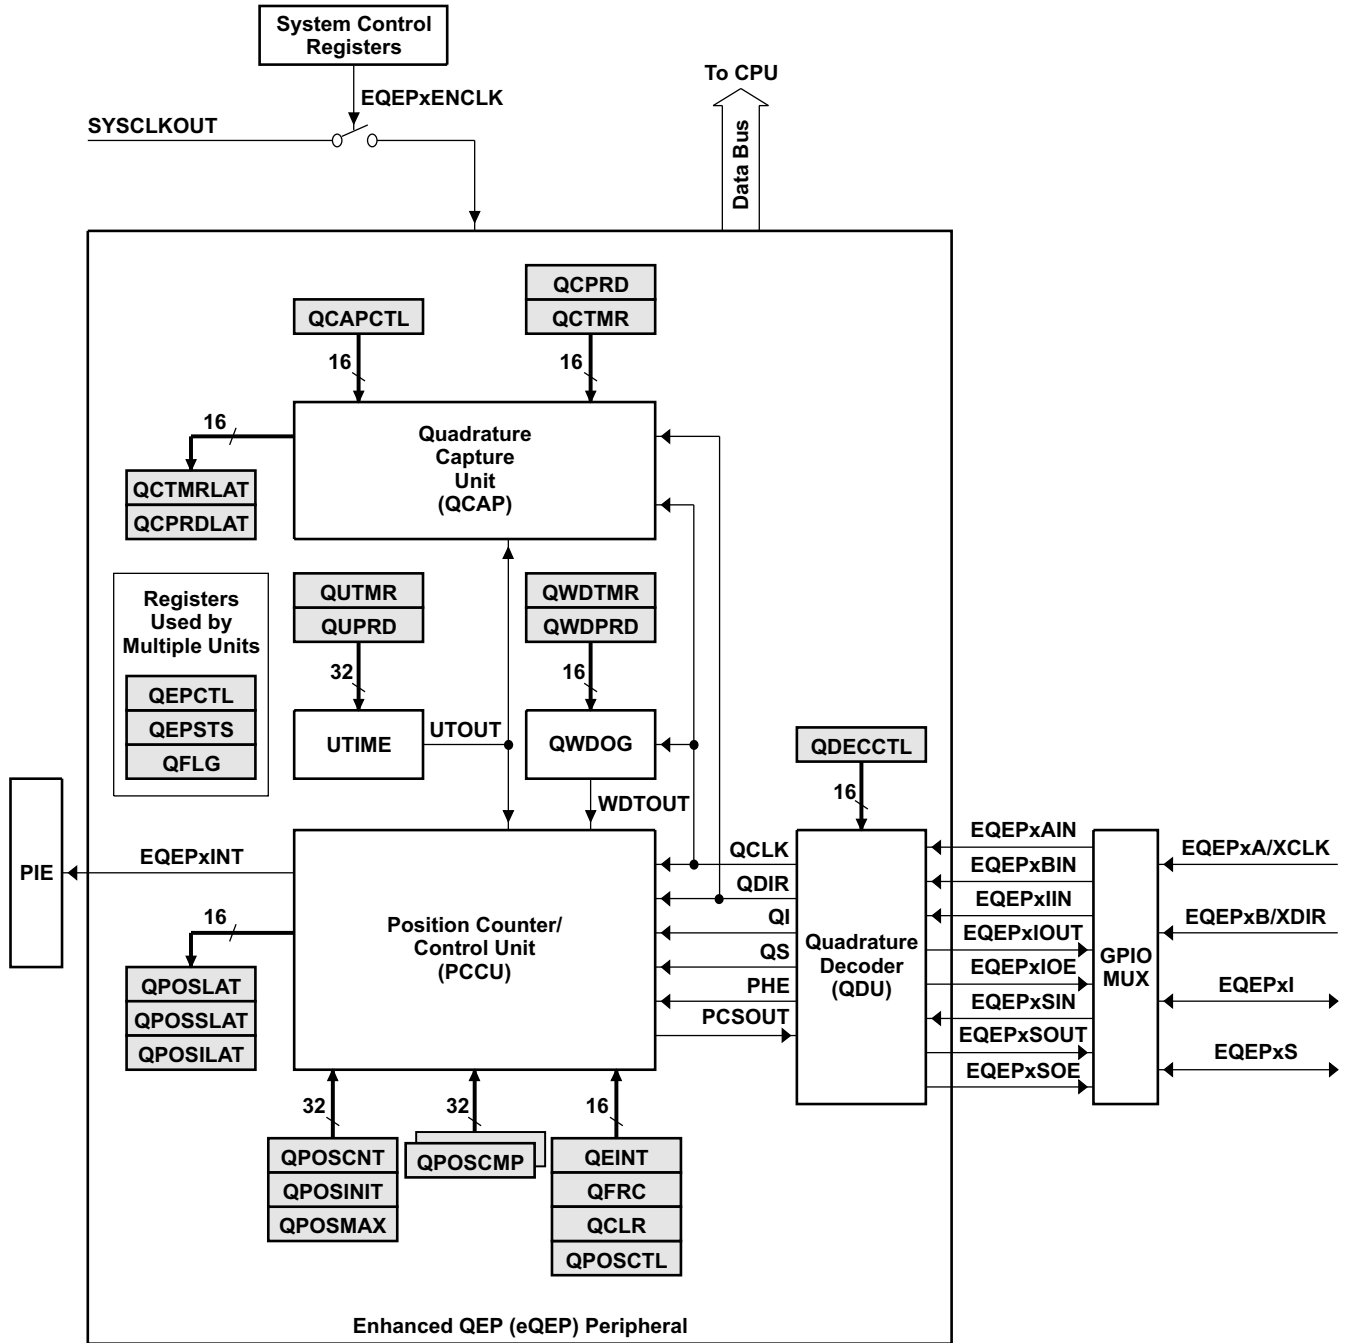 System Control
Registers
To CPU
EQEPxENCLK
SYSCLKOUT
Data Bus
QCPRD
QCTMR
QCAPCTL
16
16
16
Quadrature
Capture
Unit
(QCAP)
QCTMRLAT
QCPRDLAT
Registers
Used by
Multiple Units
QEPCTL
QEPSTS
QFLG
QUTMR
QUPRD
32
UTIME
UTOUT
QWDTMR
QWDPRD
16
QWDOG
WDTOUT
QDECCTL
16
PIE
EQEPxINT
16
QPOSLAT
QPOSSLAT
QPOSILAT
Position Counter/
Control Unit
(PCCU)
QCLK
QDIR
QI
QS
PHE
PCSOUT
Quadrature
Decoder
(QDU)
EQEPxAIN
EQEPxBIN
EQEPxIIN
EQEPxIOUT
EQEPxIOE
EQEPxSIN
EQEPxSOUT
EQEPxSOE
GPIO
MUX
EQEPxA/XCLK
EQEPxB/XDIR
EQEPxI
EQEPxS
32
32
16
QPOSCNT
QPOSINIT
QPOSMAX
QPOSCMP
QEINT
QFRC
QCLR
QPOSCTL
Enhanced QEP (eQEP) Peripheral